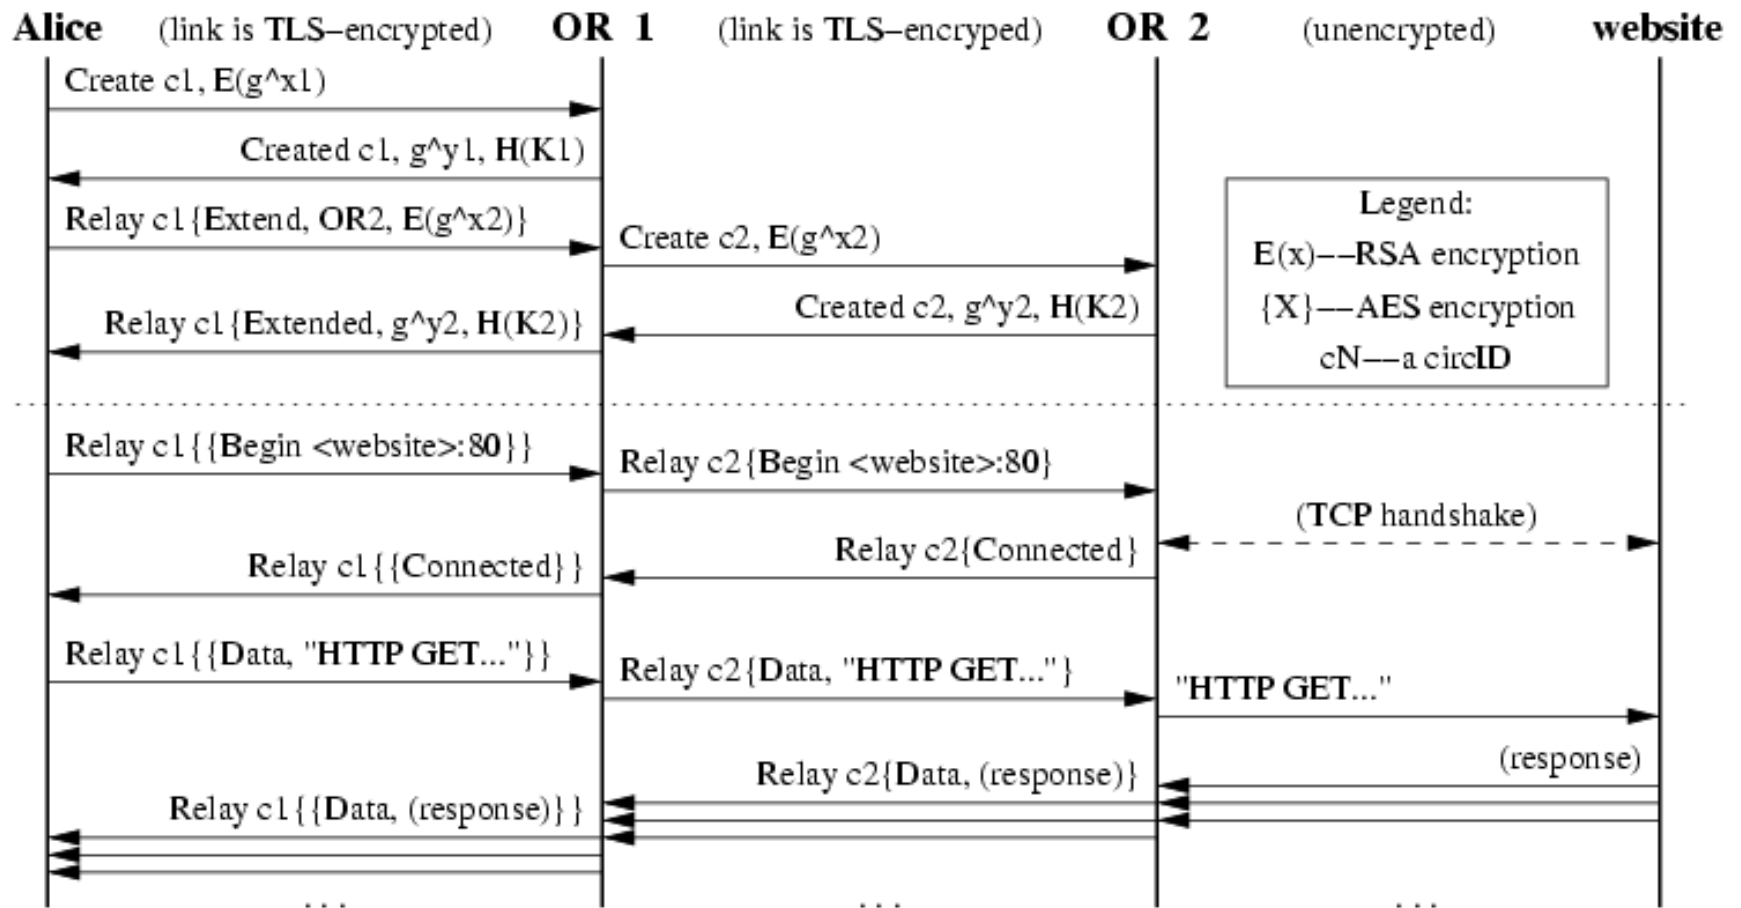 Alice (link is TLS–encrypted) OR 1 (link is TLS–encryped) OR 2 (unencrypted) website
Create c1, E(g^x1)
Created c1, g^y1, H(K1)
Relay c1{Extend, OR2, E(g^x2)}
Create c2, E(g^x2)
Created c2, g^y2, H(K2)
Relay c1{Extended, g^y2, H(K2)}
Legend:
E(x)––RSA encryption
{X}––AES encryption
cN––a circID
Relay c1{{Begin <website>:80}}
Relay c2{Begin <website>:80}
(TCP handshake)
Relay c2{Connected}
Relay c1{{Connected}}
Relay c1{{Data, "HTTP GET..."}}
Relay c2{Data, "HTTP GET..."}
"HTTP GET..."
(response)
Relay c2{Data, (response)}
Relay c1{{Data, (response)}}
. . . . . . . . .